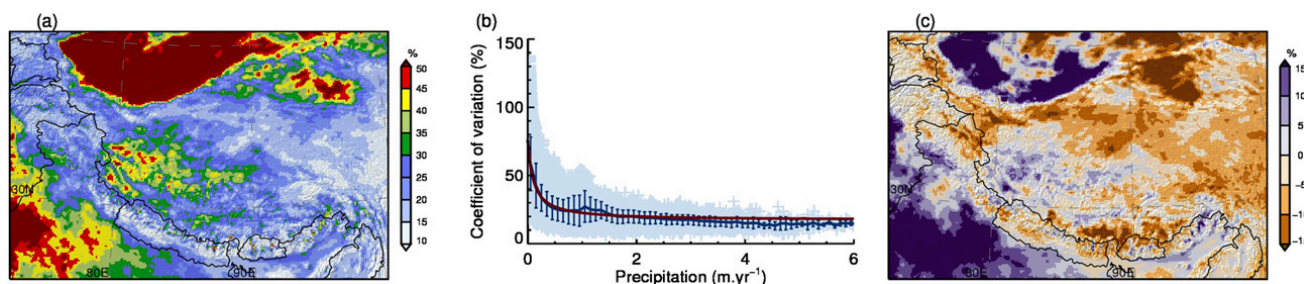 (a)
%
50
45
40
35
30
25
20
15
10
30N
80E
90E
(b)
Coefficient of variation (%)
150
100
50
0
0
2
4
6
Precipitation (m.yr⁻¹)
(c)
%
15
10
5
0
−5
−10
−15
30N
80E
90E